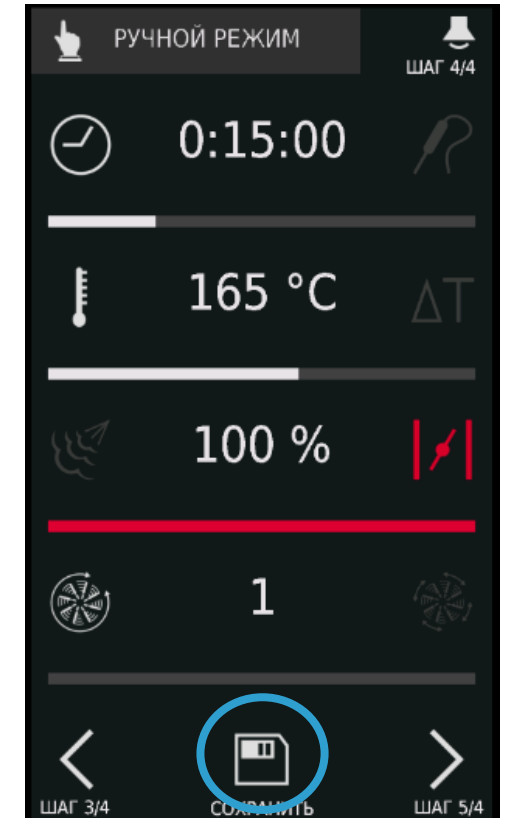 РУЧНОЙ РЕЖИМ
ШАГ 4/4
0:15:00
165 °C
ΔT
100 %
1
ШАГ 3/4
СОХРАНИТЬ
ШАГ 5/4